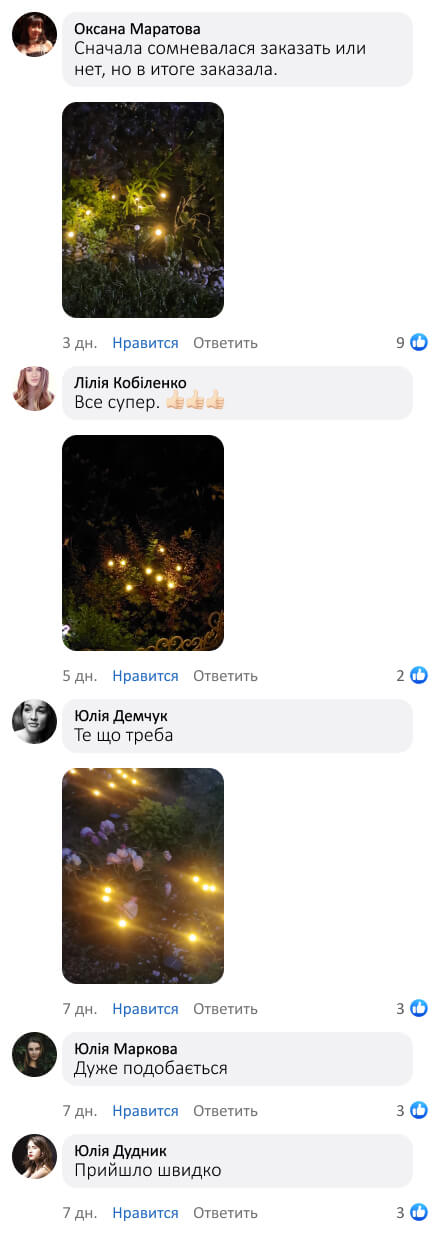 Оксана Маратова
Сначала сомневалася заказать или
нет, но в итоге заказала.
3 дн. Нравится Ответить 9
Лілія Кобіленко
Все супер. 👍🏻👍🏻👍🏻
5 дн. Нравится Ответить 2
Юлія Демчук
Те що треба
7 дн. Нравится Ответить 3
Юлія Маркова
Дуже подобається
7 дн. Нравится Ответить 3
Юлія Дудник
Прийшло швидко
7 дн. Нравится Ответить 3